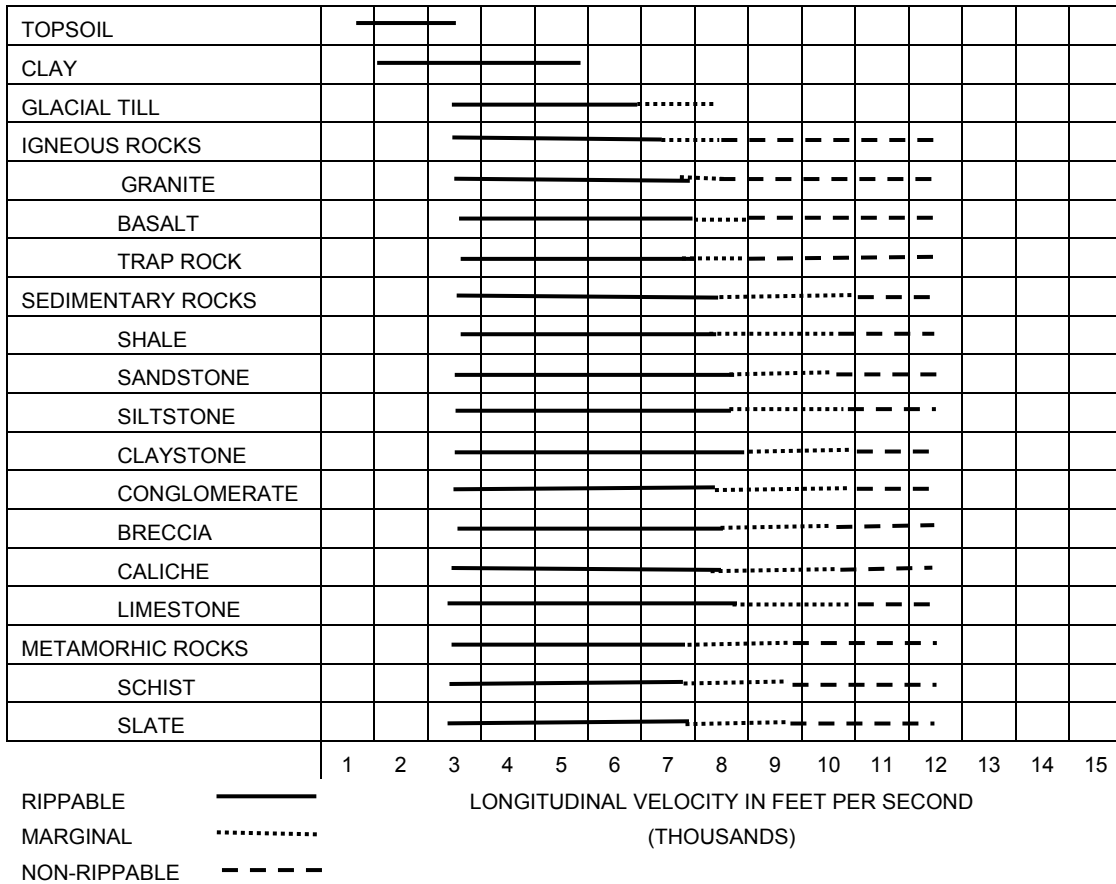 TOPSOIL
CLAY
GLACIAL TILL
IGNEOUS ROCKS
GRANITE
BASALT
TRAP ROCK
SEDIMENTARY ROCKS
SHALE
SANDSTONE
SILTSTONE
CLAYSTONE
CONGLOMERATE
BRECCIA
CALICHE
LIMESTONE
METAMORHIC ROCKS
SCHIST
SLATE
1 2 3 4 5 6 7 8 9 10 11 12 13 14 15
RIPPABLE LONGITUDINAL VELOCITY IN FEET PER SECOND
MARGINAL (THOUSANDS)
NON-RIPPABLE